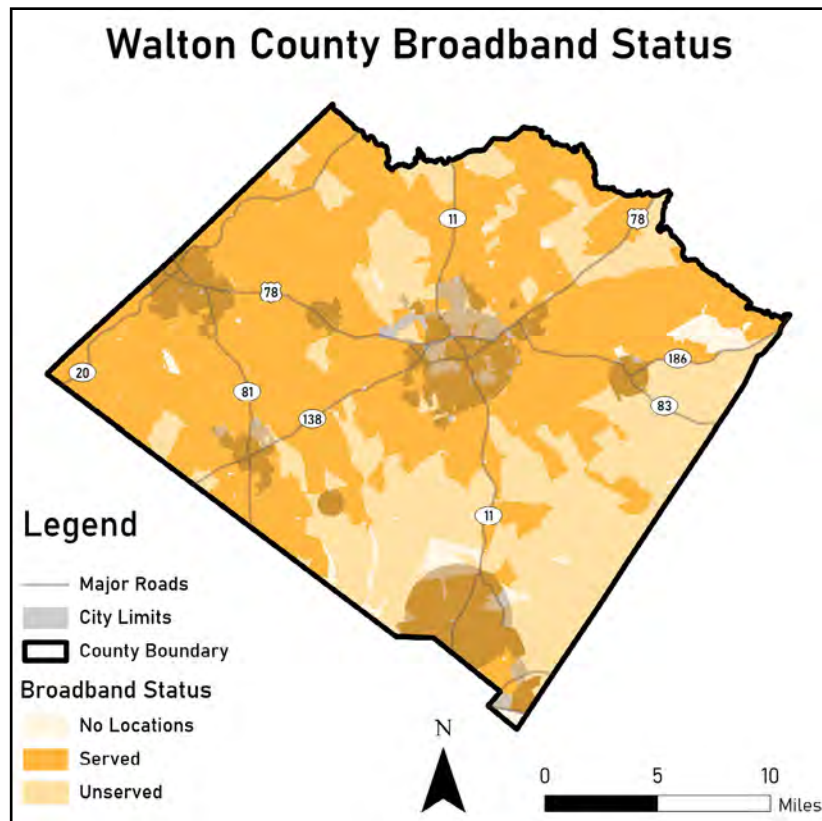 Walton County Broadband Status
11
78
78
20
81
138
186
83
11
Legend
Major Roads
City Limits
County Boundary
Broadband Status
No Locations
Served
Unserved
N
0 5 10
Miles